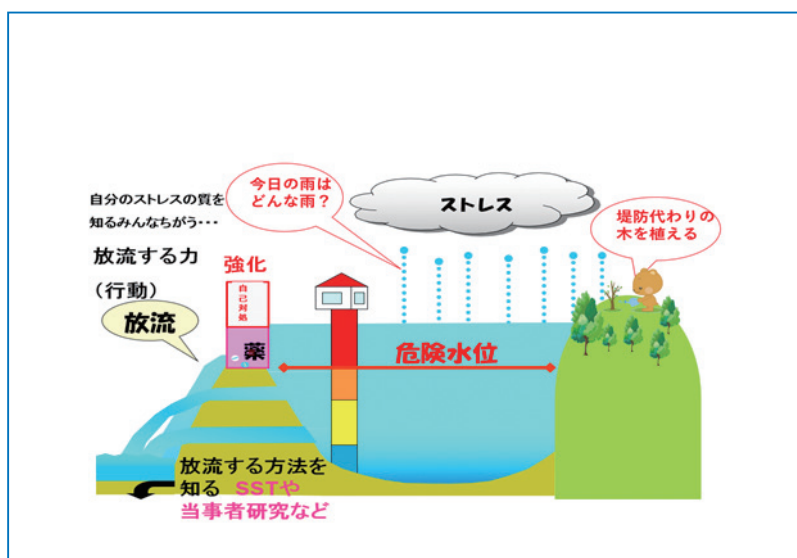 自分のストレスの質を
知るみんなちがう･･･
放流する力
（行動）
放流
強化
自己対処
薬
今日の雨は
どんな雨？
ストレス
堤防代わりの
木を植える
危険水位
放流する方法を
知る SSTや
当事者研究など